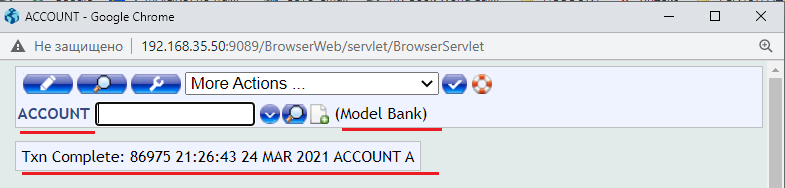 ACCOUNT - Google Chrome
Не защищено 192.168.35.50:9089/BrowserWeb/servlet/BrowserServlet
More Actions ...
ACCOUNT (Model Bank)
Txn Complete: 86975 21:26:43 24 MAR 2021 ACCOUNT A